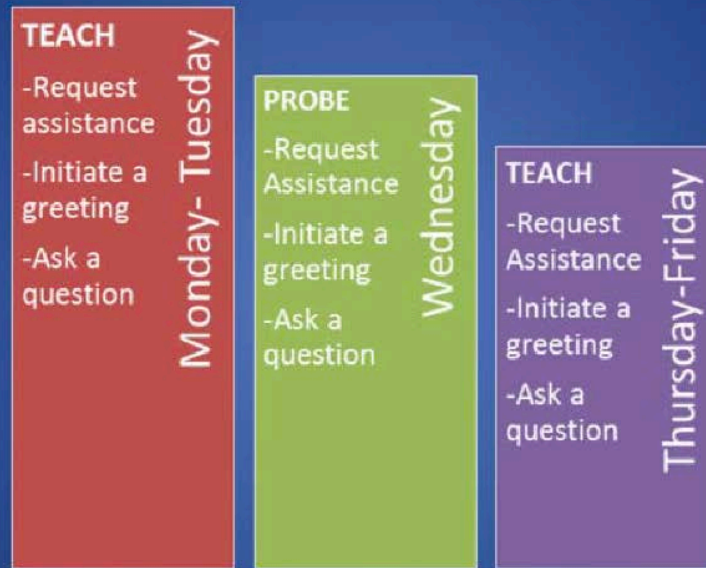 TEACH
-Request
assistance
-Initiate a
greeting
-Ask a
question
Monday- Tuesday
PROBE
-Request
Assistance
-Initiate a
greeting
-Ask a
question
Wednesday
TEACH
-Request
Assistance
-Initiate a
greeting
-Ask a
question
Thursday-Friday